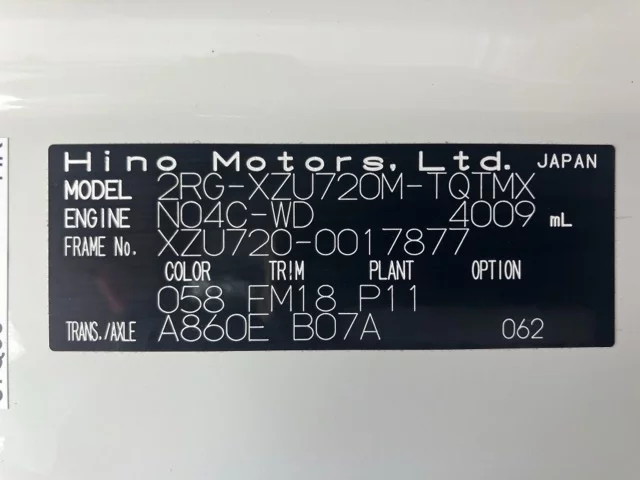 Hino Motors, Ltd. JAPAN
MODEL 2RG-XZU720M-TQTMX
ENGINE N04C-WD 4009 mL
FRAME No. XZU720-0017877
COLOR TRIM PLANT OPTION
058 FM18 P11
TRANS./AXLE A860E B07A 062